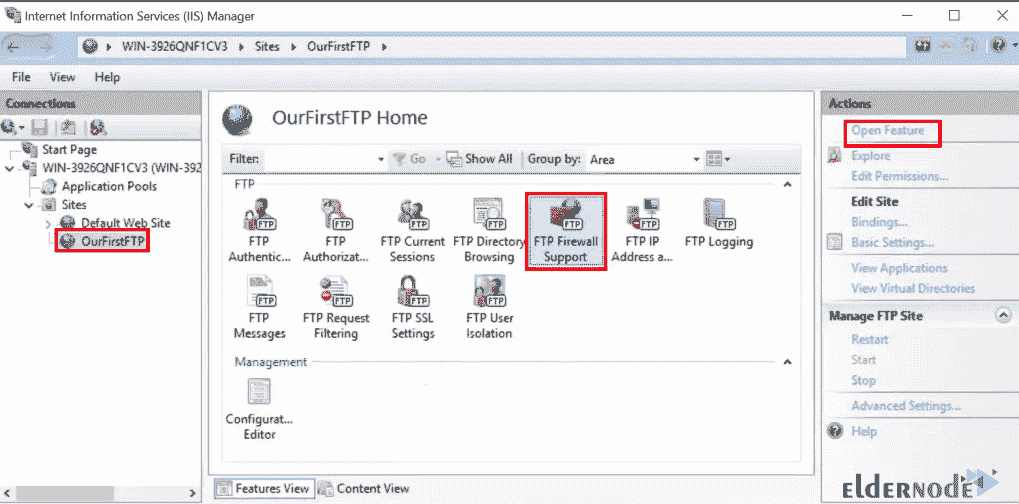 Internet Information Services (IIS) Manager
WIN-3926QNF1CV3 Sites OurFirstFTP
File View Help
Connections
Start Page
WIN-3926QNF1CV3 (WIN-392
Application Pools
Sites
Default Web Site
OurFirstFTP
OurFirstFTP Home
Filter: Go Show All Group by: Area
FTP
FTP Authentic...
FTP Authorizat...
FTP Current Sessions
FTP Directory Browsing
FTP Firewall Support
FTP IP Address a...
FTP Logging
FTP Messages
FTP Request Filtering
FTP SSL Settings
FTP User Isolation
Management
Configurat... Editor
Features View Content View
Actions
Open Feature
Explore
Edit Permissions...
Edit Site
Bindings...
Basic Settings...
View Applications
View Virtual Directories
Manage FTP Site
Restart
Start
Stop
Advanced Settings...
Help
ELDERNODE